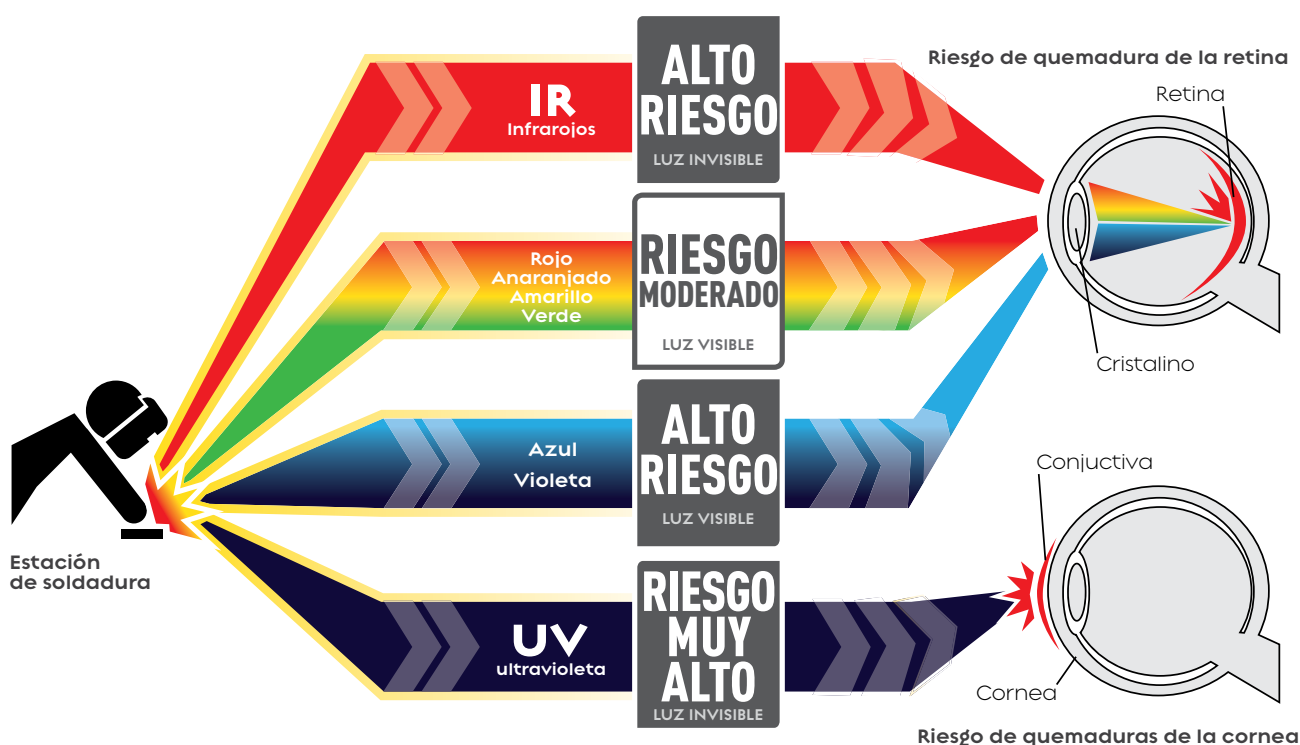 ALTO
RIESGO
LUZ INVISIBLE
IR
Infrarojos
Riesgo de quemadura de la retina
Retina
Cristalino
RIESGO
MODERADO
LUZ VISIBLE
Rojo
Anaranjado
Amarillo
Verde
ALTO
RIESGO
LUZ VISIBLE
Azul
Violeta
Estación
de soldadura
RIESGO
MUY
ALTO
LUZ INVISIBLE
UV
ultravioleta
Conjuctiva
Cornea
Riesgo de quemaduras de la cornea